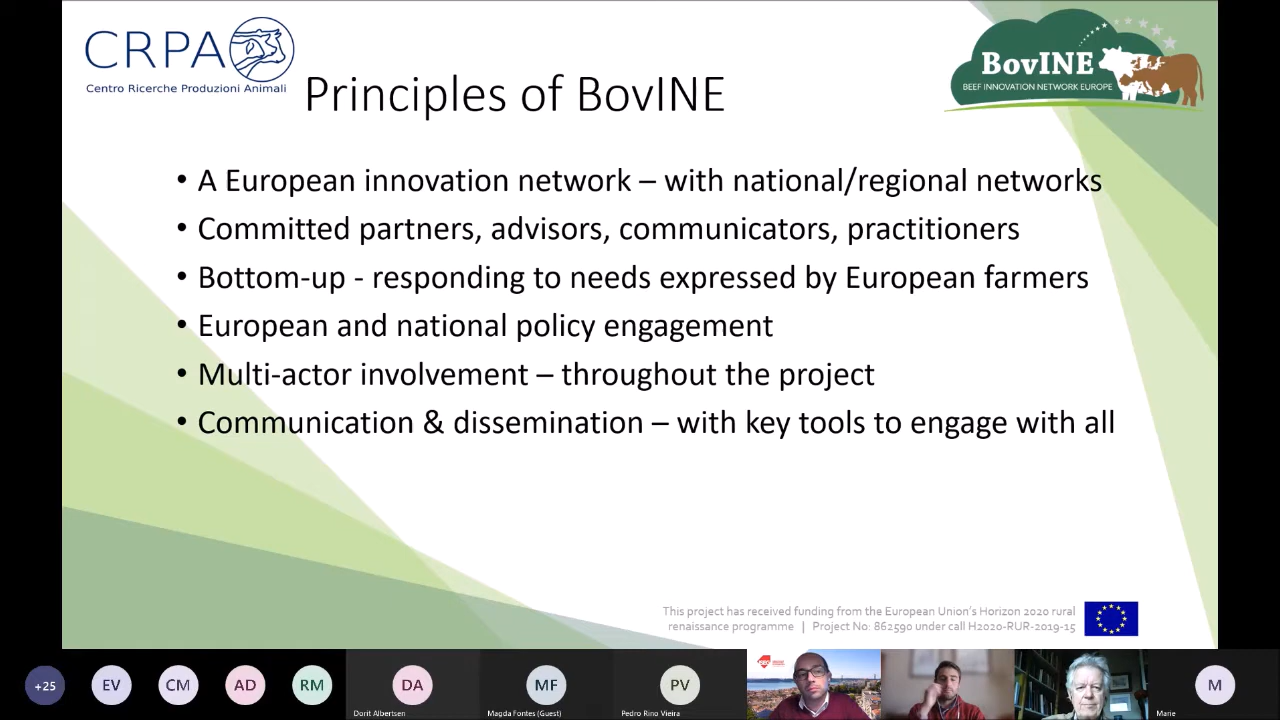 CRPA
Centro Ricerche Produzioni Animali
BovINE
BEEF INNOVATION NETWORK EUROPE
Principles of BovINE
• A European innovation network – with national/regional networks
• Committed partners, advisors, communicators, practitioners
• Bottom-up - responding to needs expressed by European farmers
• European and national policy engagement
• Multi-actor involvement – throughout the project
• Communication & dissemination – with key tools to engage with all
This project has received funding from the European Union's Horizon 2020 rural
renaissance programme | Project No: 862590 under call H2020-RUR-2019-15
+25
EV
CM
AD
RM
DA
Dorit Albertsen
MF
Magda Fontes (Guest)
PV
Pedro Rino Vieira
M
Marie